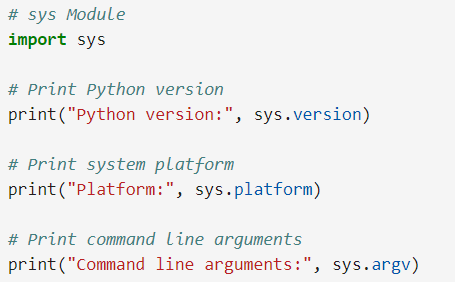 # sys Module
import sys
# Print Python version
print("Python version:", sys.version)
# Print system platform
print("Platform:", sys.platform)
# Print command line arguments
print("Command line arguments:", sys.argv)